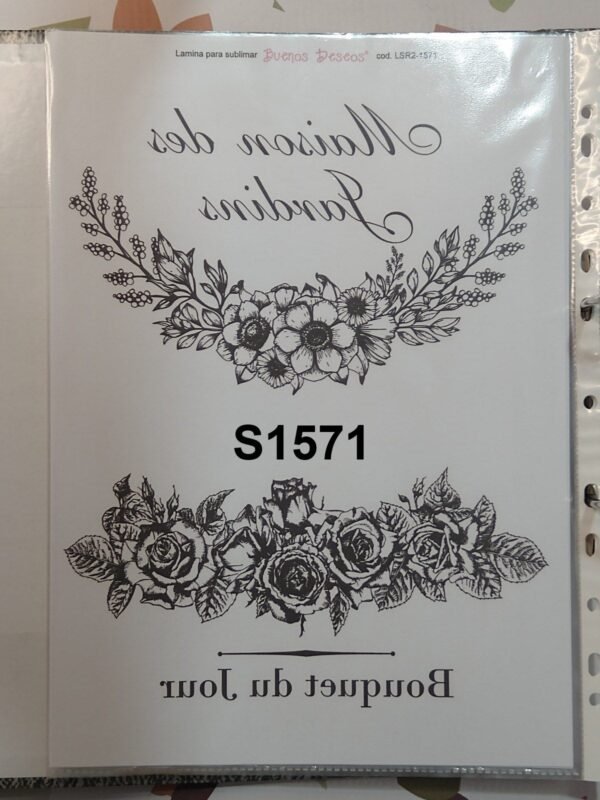 Lamina para sublimar Buenos Deseos® cod. LSR2-1571
Maison des
Jardins
S1571
Bouquet du Jour